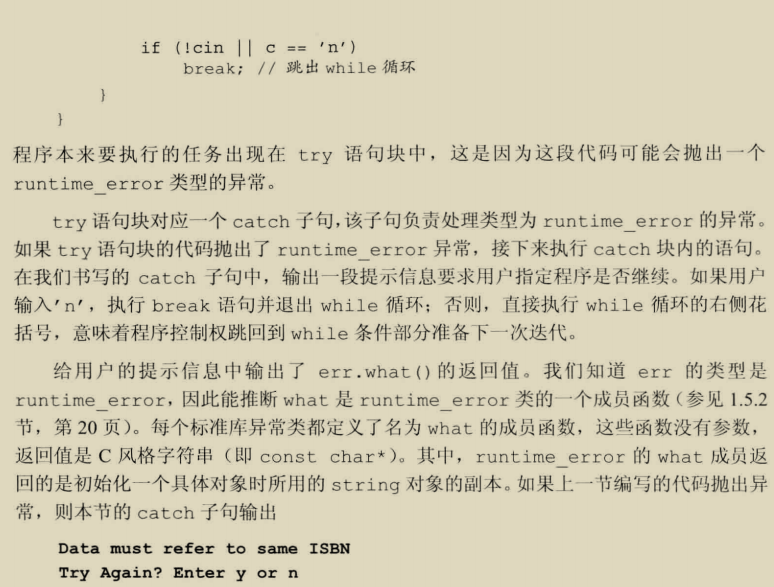 if (!cin || c == 'n')
break; // 跳出 while 循环
}
}
程序本来要执行的任务出现在 try 语句块中，这是因为这段代码可能会抛出一个
runtime_error 类型的异常。
try 语句块对应一个 catch 子句，该子句负责处理类型为 runtime_error 的异常。
如果 try 语句块的代码抛出了 runtime_error 异常，接下来执行 catch 块内的语句。
在我们书写的 catch 子句中，输出一段提示信息要求用户指定程序是否继续。如果用户
输入'n'，执行 break 语句并退出 while 循环；否则，直接执行 while 循环的右侧花
括号，意味着程序控制权跳回到 while 条件部分准备下一次迭代。
给用户的提示信息中输出了 err.what()的返回值。我们知道 err 的类型是
runtime_error，因此能推断 what 是 runtime_error 类的一个成员函数（参见 1.5.2
节，第 20 页）。每个标准库异常类都定义了名为 what 的成员函数，这些函数没有参数，
返回值是 C 风格字符串（即 const char*）。其中，runtime_error 的 what 成员返
回的是初始化一个具体对象时所用的 string 对象的副本。如果上一节编写的代码抛出异
常，则本节的 catch 子句输出
Data must refer to same ISBN
Try Again? Enter y or n